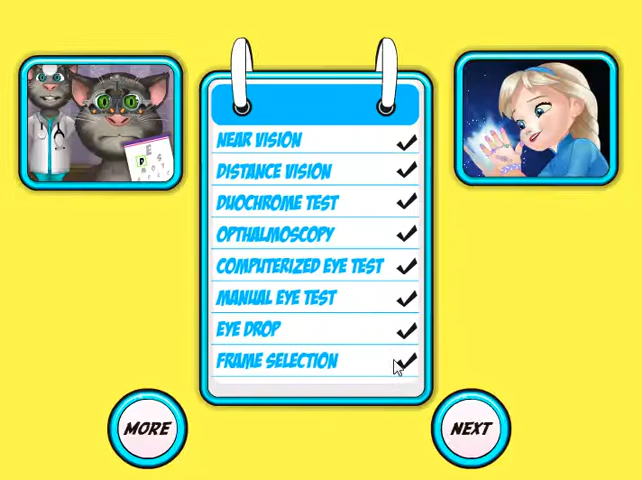 NEAR VISION
DISTANCE VISION
DUOCHROME TEST
OPTHALMOSCOPY
COMPUTERIZED EYE TEST
MANUAL EYE TEST
EYE DROP
FRAME SELECTION
MORE
NEXT